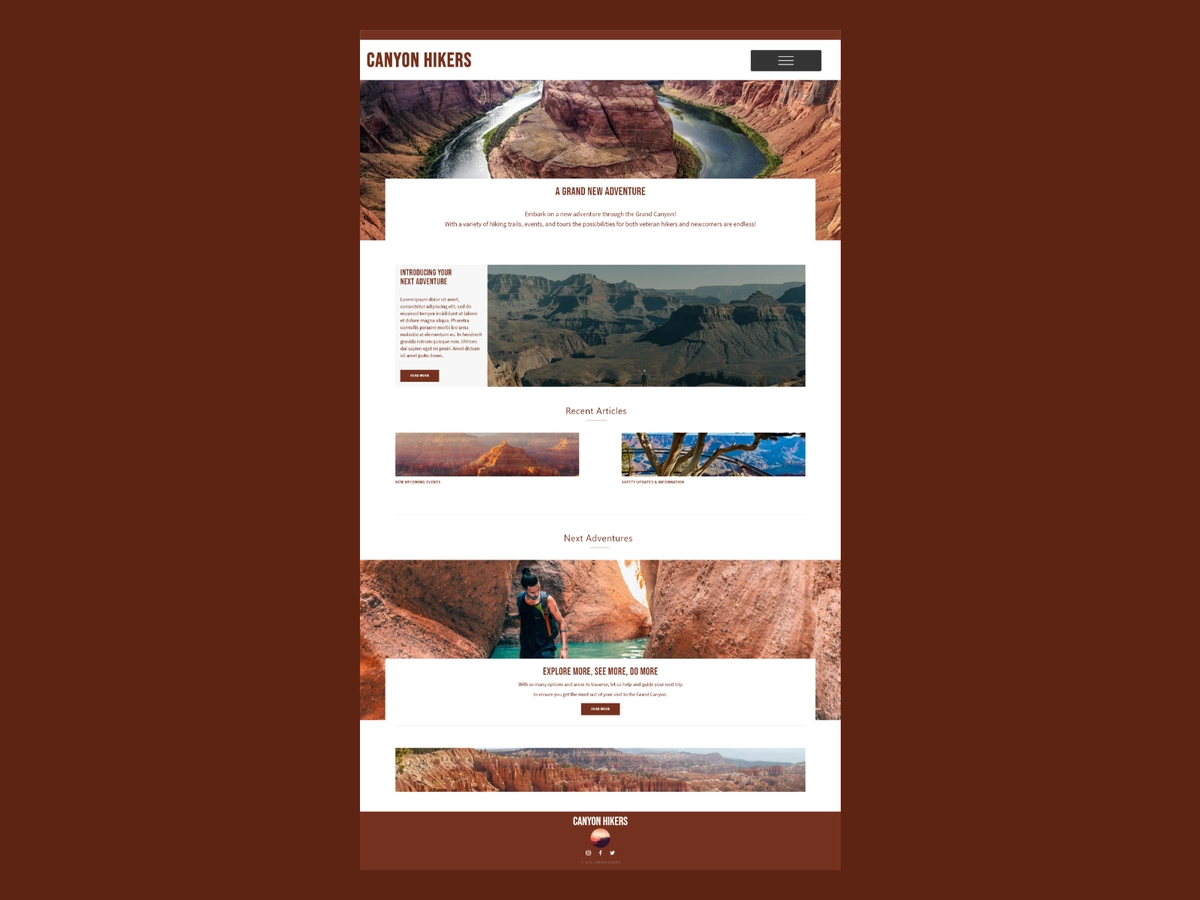 CANYON HIKERS
A GRAND NEW ADVENTURE
Embark on a new adventure through the Grand Canyon!
With a variety of hiking trails, events, and tours the possibilities for both veteran hikers and newcomers are endless!
INTRODUCING YOUR
NEXT ADVENTURE
Lorem ipsum dolor sit amet,
consectetur adipiscing elit, sed do
eiusmod tempor incididunt ut labore
et dolore magna aliqua. Pharetra
convallis posuere morbi leo urna
molestie at elementum eu. In hendrerit
gravida rutrum quisque non. Ultrices
dui sapien eget mi proin. Amet dictum
sit amet justo donec.
READ MORE
Recent Articles
NEW UPCOMING EVENTS
SAFETY UPDATES & INFORMATION
Next Adventures
EXPLORE MORE, SEE MORE, DO MORE
With so many options and areas to traverse, let us help and guide your next trip
to ensure you get the most out of your visit to the Grand Canyon.
READ MORE
CANYON HIKERS